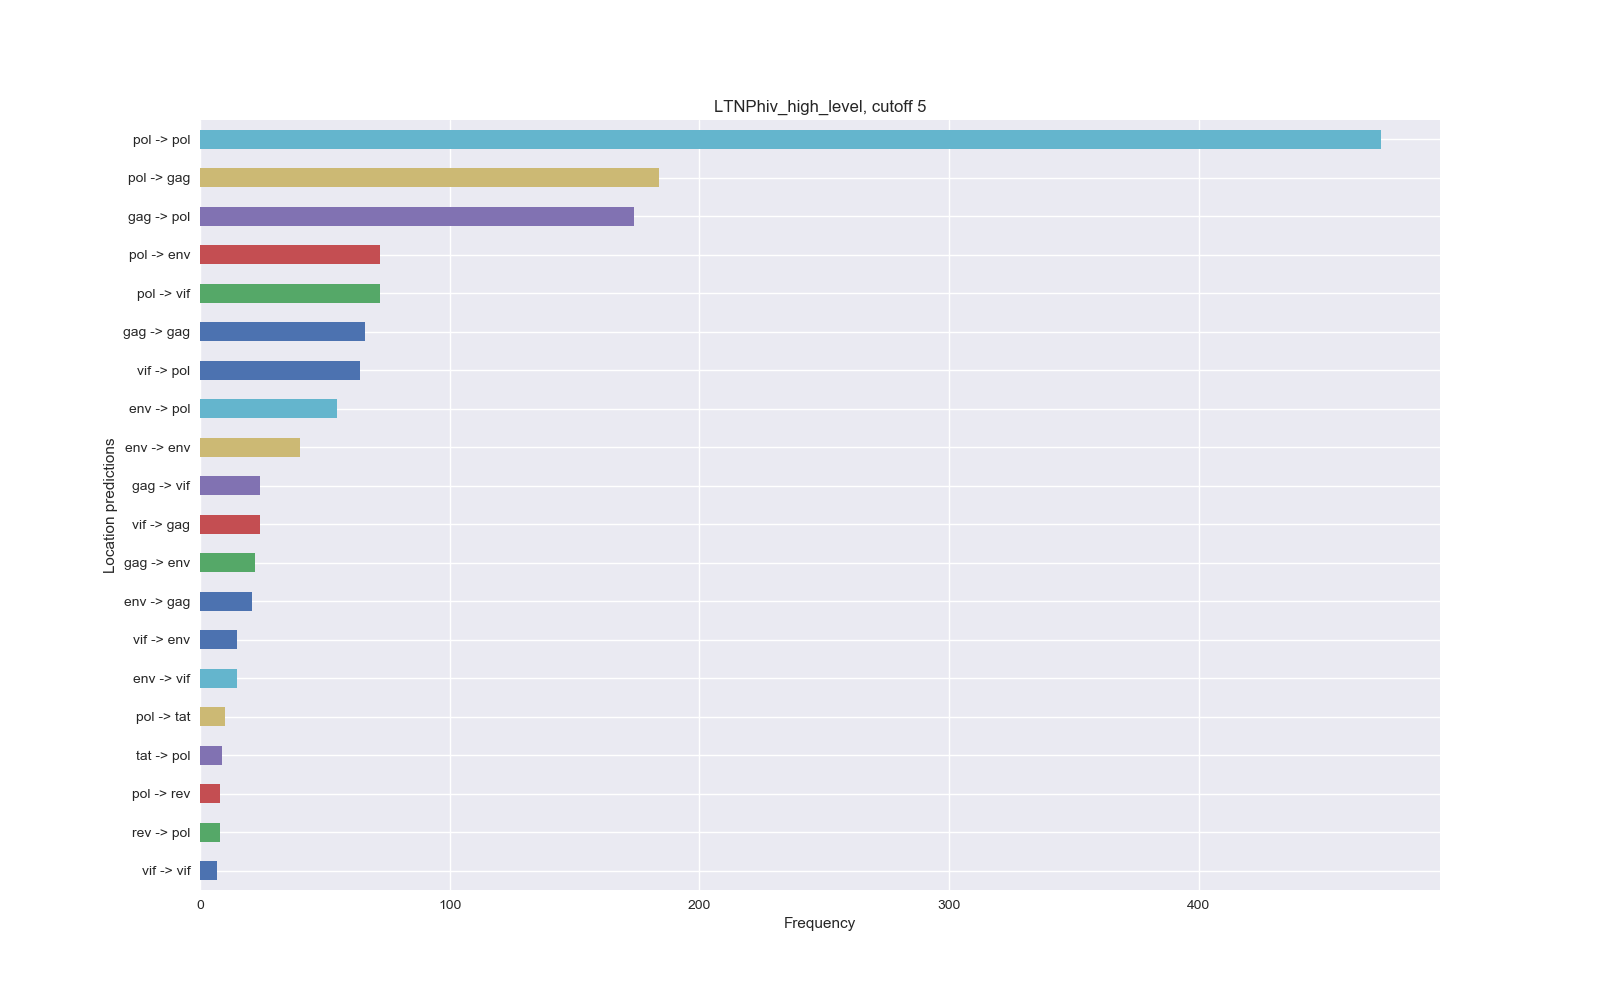 LTNPhiv_high_level, cutoff 5
pol -> pol
pol -> gag
gag -> pol
pol -> env
pol -> vif
gag -> gag
vif -> pol
env -> pol
env -> env
gag -> vif
vif -> gag
gag -> env
env -> gag
vif -> env
env -> vif
pol -> tat
tat -> pol
pol -> rev
rev -> pol
vif -> vif
Location predictions
0 100 200 300 400
Frequency